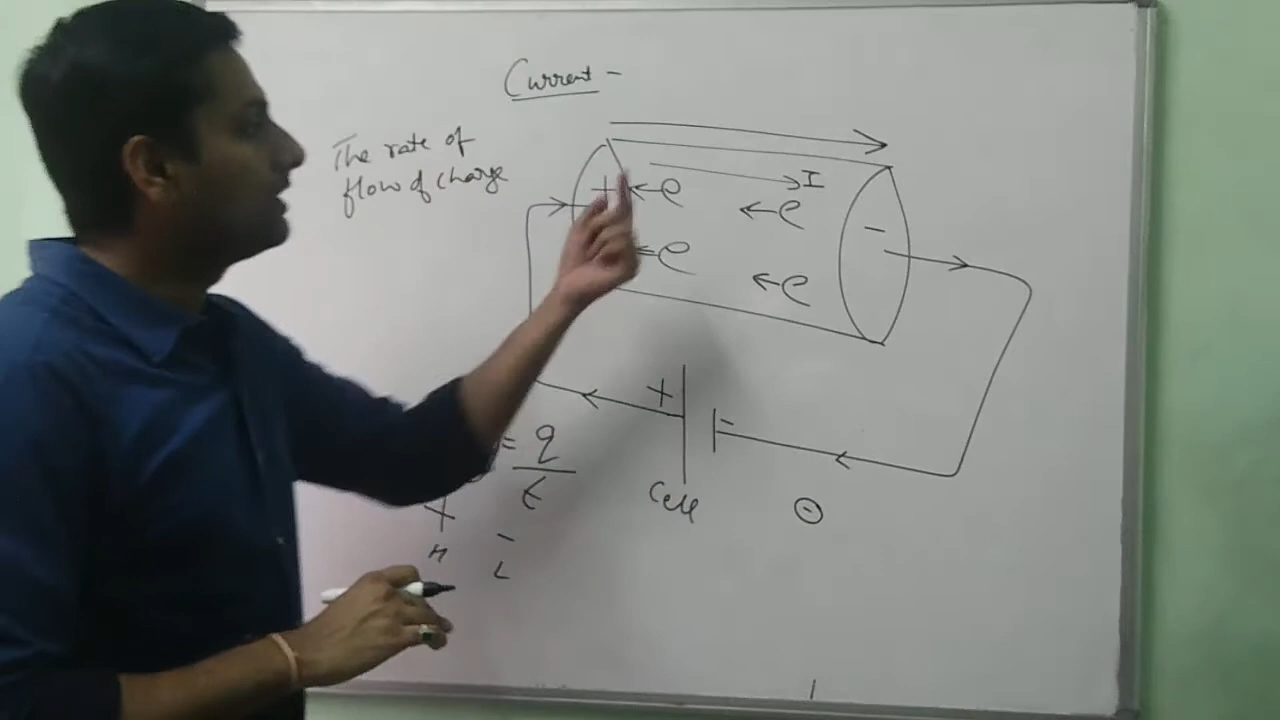 Current -
The rate of
flow of charge
+ ← e
→ I
← e
-
← e
← e
+ -
Cell
-
= q
t
+ -
H L